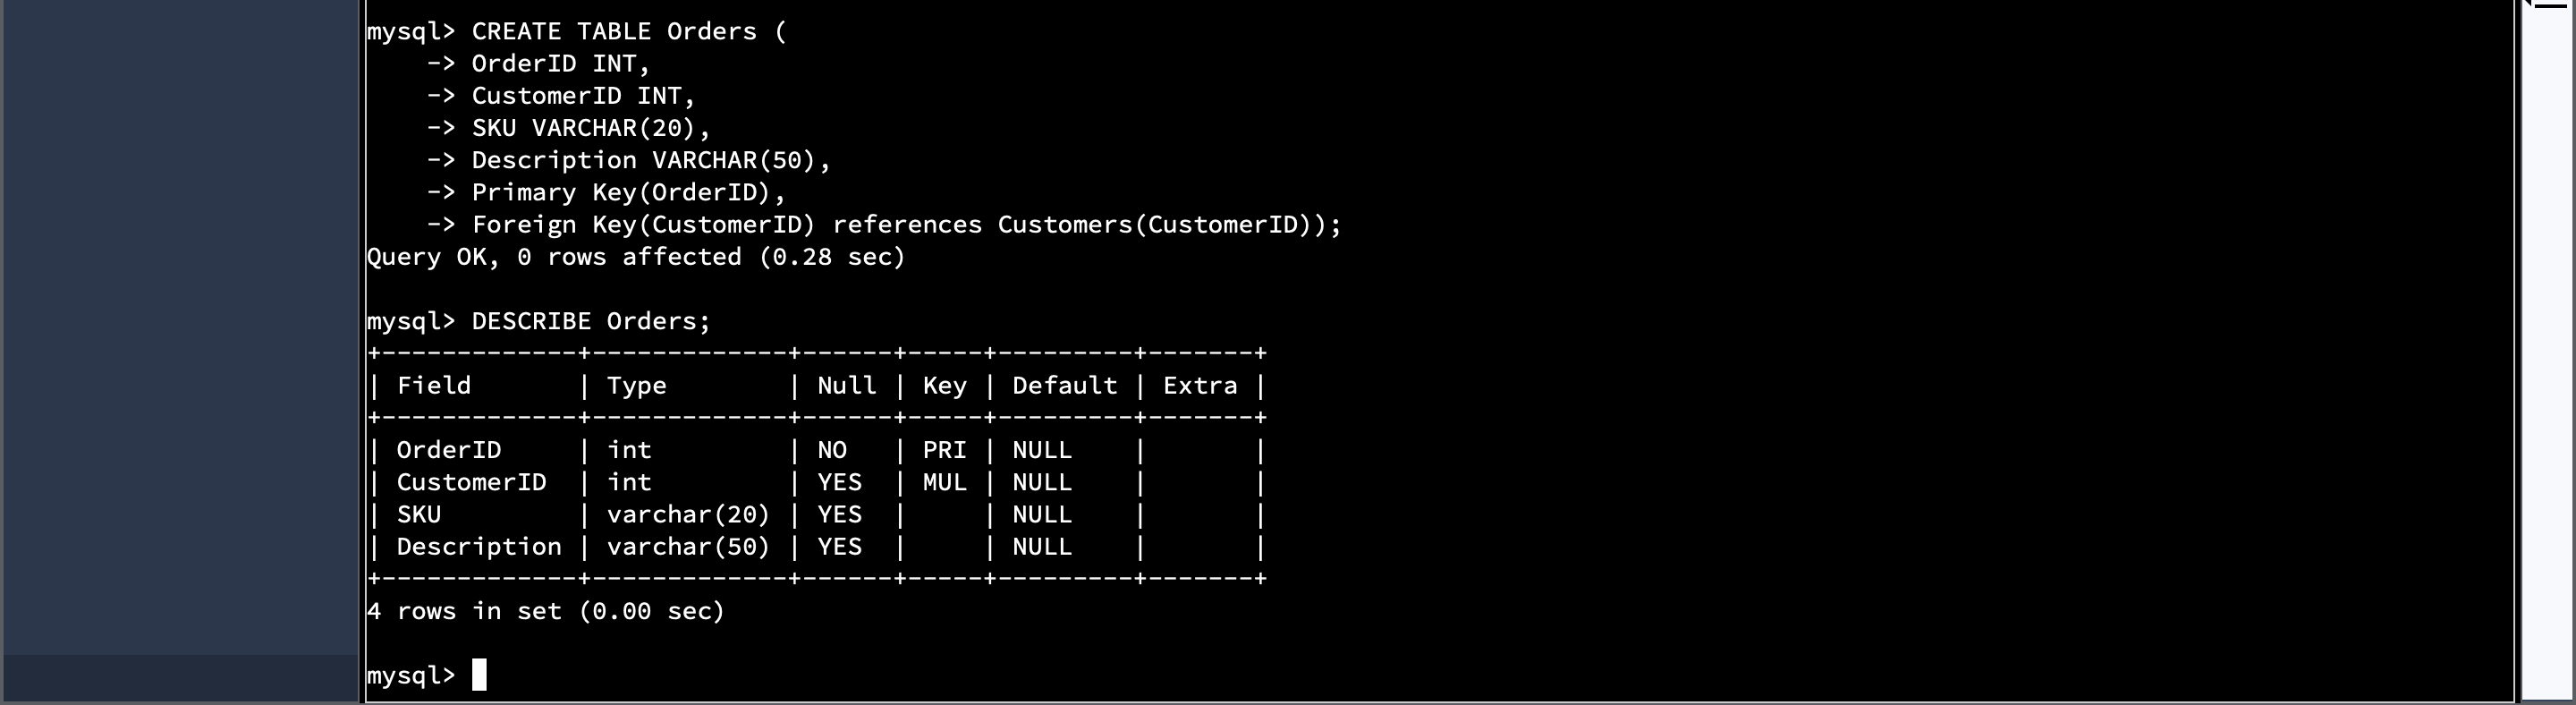 mysql> CREATE TABLE Orders (
    -> OrderID INT,
    -> CustomerID INT,
    -> SKU VARCHAR(20),
    -> Description VARCHAR(50),
    -> Primary Key(OrderID),
    -> Foreign Key(CustomerID) references Customers(CustomerID));
Query OK, 0 rows affected (0.28 sec)

mysql> DESCRIBE Orders;
+-------------+-------------+------+-----+---------+-------+
| Field       | Type        | Null | Key | Default | Extra |
+-------------+-------------+------+-----+---------+-------+
| OrderID     | int         | NO   | PRI | NULL    |       |
| CustomerID  | int         | YES  | MUL | NULL    |       |
| SKU         | varchar(20) | YES  |     | NULL    |       |
| Description | varchar(50) | YES  |     | NULL    |       |
+-------------+-------------+------+-----+---------+-------+
4 rows in set (0.00 sec)

mysql>